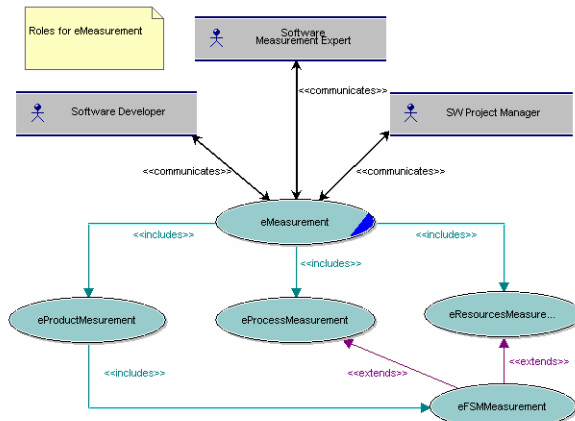 Roles for eMeasurement
Software
Measurement Expert
Software Developer
SW Project Manager
<<communicates>>
<<communicates>>
<<communicates>>
eMeasurement
<<includes>>
<<includes>>
<<includes>>
eProductMesurement
eProcessMeasurement
eResourcesMeasure...
<<includes>>
<<extends>>
<<extends>>
eFSMMeasurement